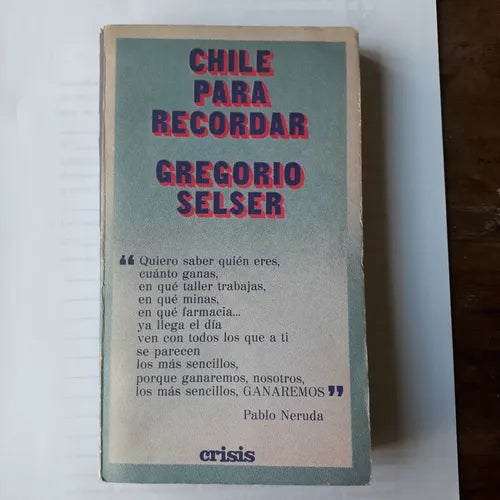 CHILE
PARA
RECORDAR
GREGORIO
SELSER
“Quiero saber quién eres,
cuánto ganas,
en qué taller trabajas,
en qué minas,
en qué farmacia...
ya llega el día
ven con todos los que a ti
se parecen
los más sencillos,
porque ganaremos, nosotros,
los más sencillos, GANAREMOS”
Pablo Neruda
crisis